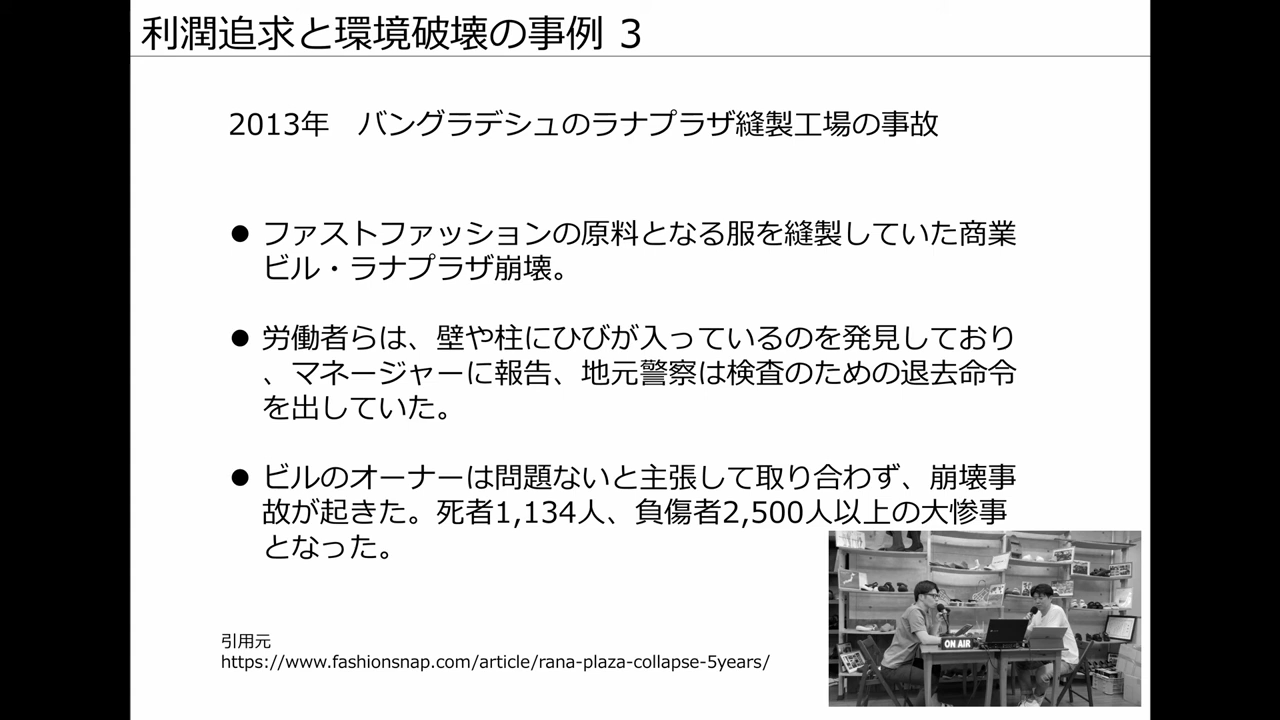 利潤追求と環境破壊の事例 3
2013年　バングラデシュのラナプラザ縫製工場の事故
● ファストファッションの原料となる服を縫製していた商業
ビル・ラナプラザ崩壊。
● 労働者らは、壁や柱にひびが入っているのを発見しており
、マネージャーに報告、地元警察は検査のための退去命令
を出していた。
● ビルのオーナーは問題ないと主張して取り合わず、崩壊事
故が起きた。死者1,134人、負傷者2,500人以上の大惨事
となった。
引用元
https://www.fashionsnap.com/article/rana-plaza-collapse-5years/
ON AIR